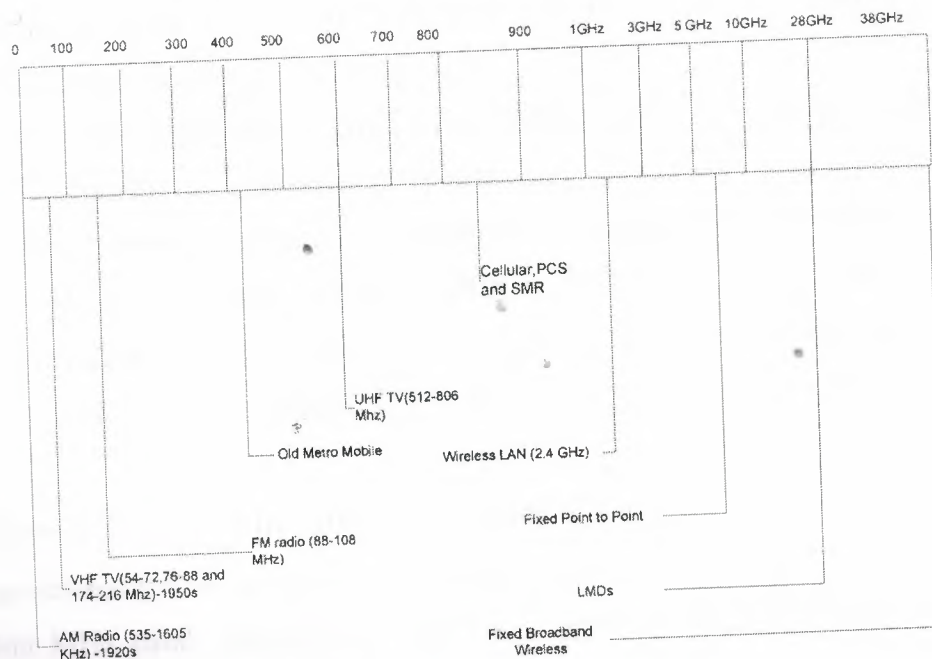 0 100 200 300 400 500 600 700 800 900 1GHz 3GHz 5 GHz 10GHz 28GHz 38GHz
Cellular,PCS
and SMR
UHF TV(512-806
Mhz)
Old Metro Mobile
Wireless LAN (2.4 GHz)
Fixed Point to Point
FM radio (88-108
MHz)
VHF TV(54-72,76-88 and
174-216 Mhz)-1950s
LMDs
AM Radio (535-1605
KHz) -1920s
Fixed Broadband
Wireless